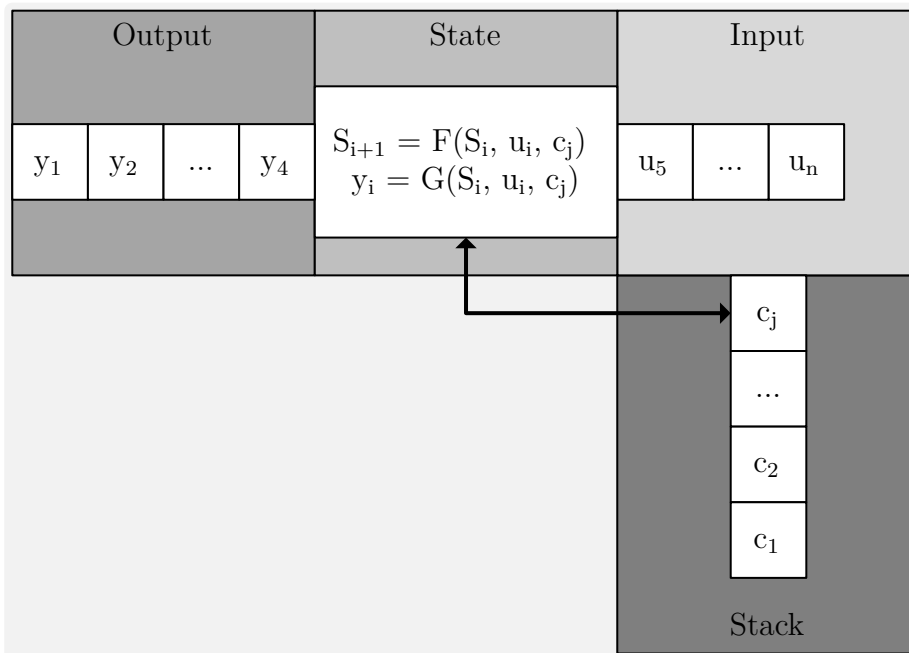 Output State Input
y₁ y₂ ... y₄
Sᵢ₊₁ = F(Sᵢ, uᵢ, cⱼ)
yᵢ = G(Sᵢ, uᵢ, cⱼ)
u₅ ... uₙ
cⱼ
...
c₂
c₁
Stack